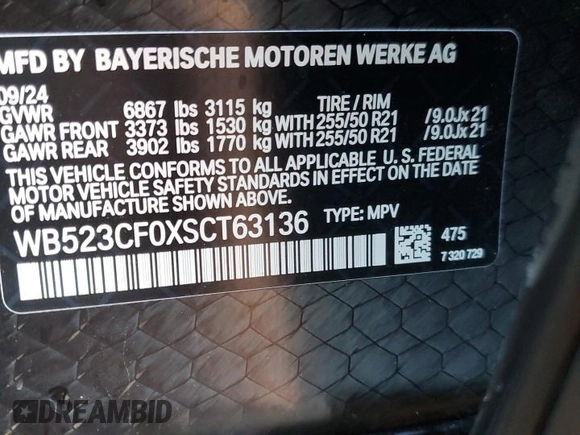 MFD BY BAYERISCHE MOTOREN WERKE AG
09/24
GVWR 6867 lbs 3115 kg TIRE / RIM
GAWR FRONT 3373 lbs 1530 kg WITH 255/50 R21 /9.0Jx21
GAWR REAR 3902 lbs 1770 kg WITH 255/50 R21 /9.0Jx21
THIS VEHICLE CONFORMS TO ALL APPLICABLE U. S. FEDERAL
MOTOR VEHICLE SAFETY STANDARDS IN EFFECT ON THE DATE
OF MANUFACTURE SHOWN ABOVE.
WB523CF0XSCT63136 TYPE: MPV
475
7 320 729
DREAMBID